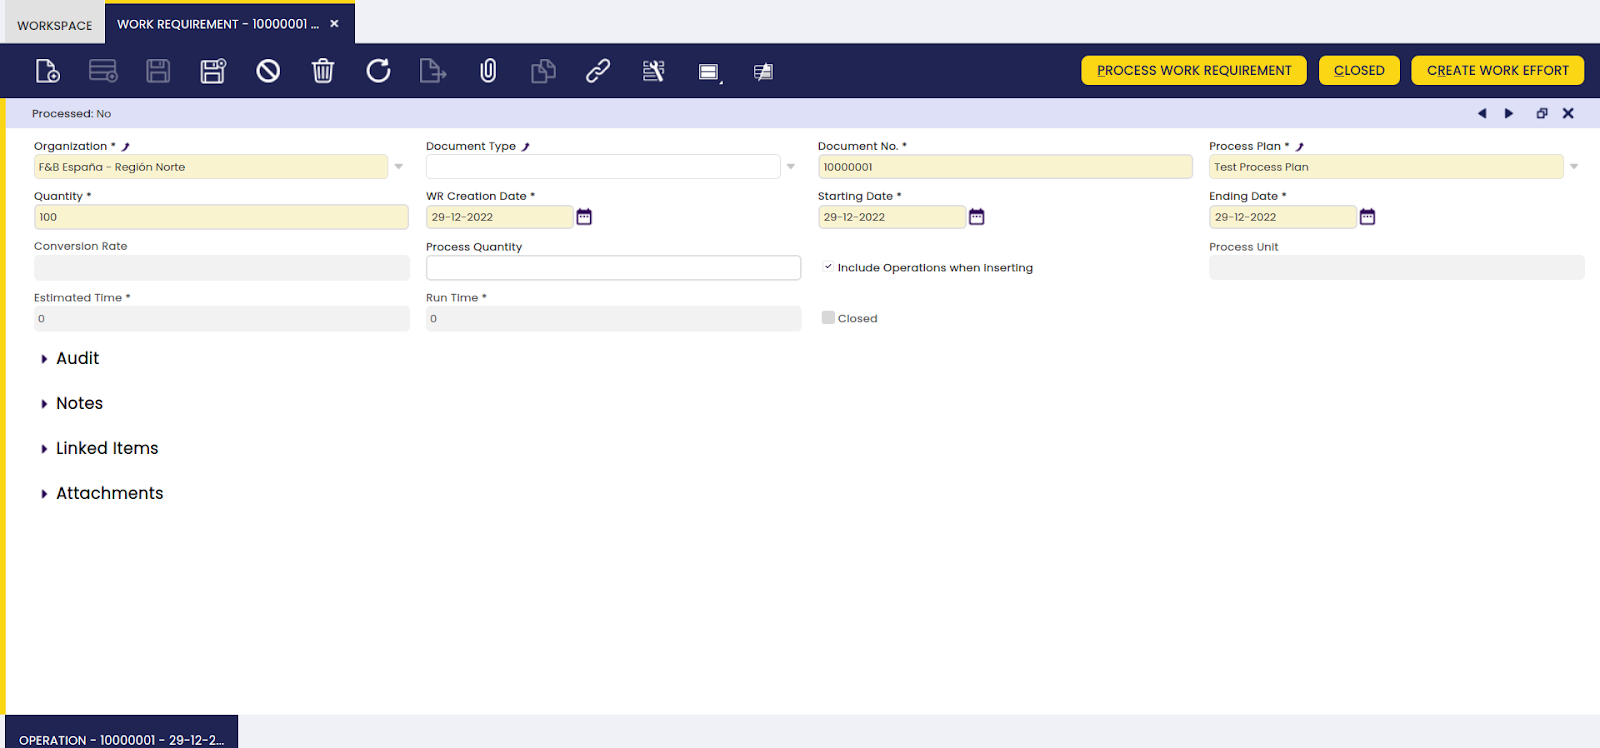 WORKSPACE
WORK REQUIREMENT - 10000001 ...
PROCESS WORK REQUIREMENT
CLOSED
CREATE WORK EFFORT
Processed: No
Organization *
Document Type
Document No. *
Process Plan *
F&B España - Región Norte
10000001
Test Process Plan
Quantity *
WR Creation Date *
Starting Date *
Ending Date *
100
29-12-2022
29-12-2022
29-12-2022
Conversion Rate
Process Quantity
Process Unit
Include Operations when inserting
Estimated Time *
Run Time *
0
0
Closed
Audit
Notes
Linked Items
Attachments
OPERATION - 10000001 - 29-12-2...